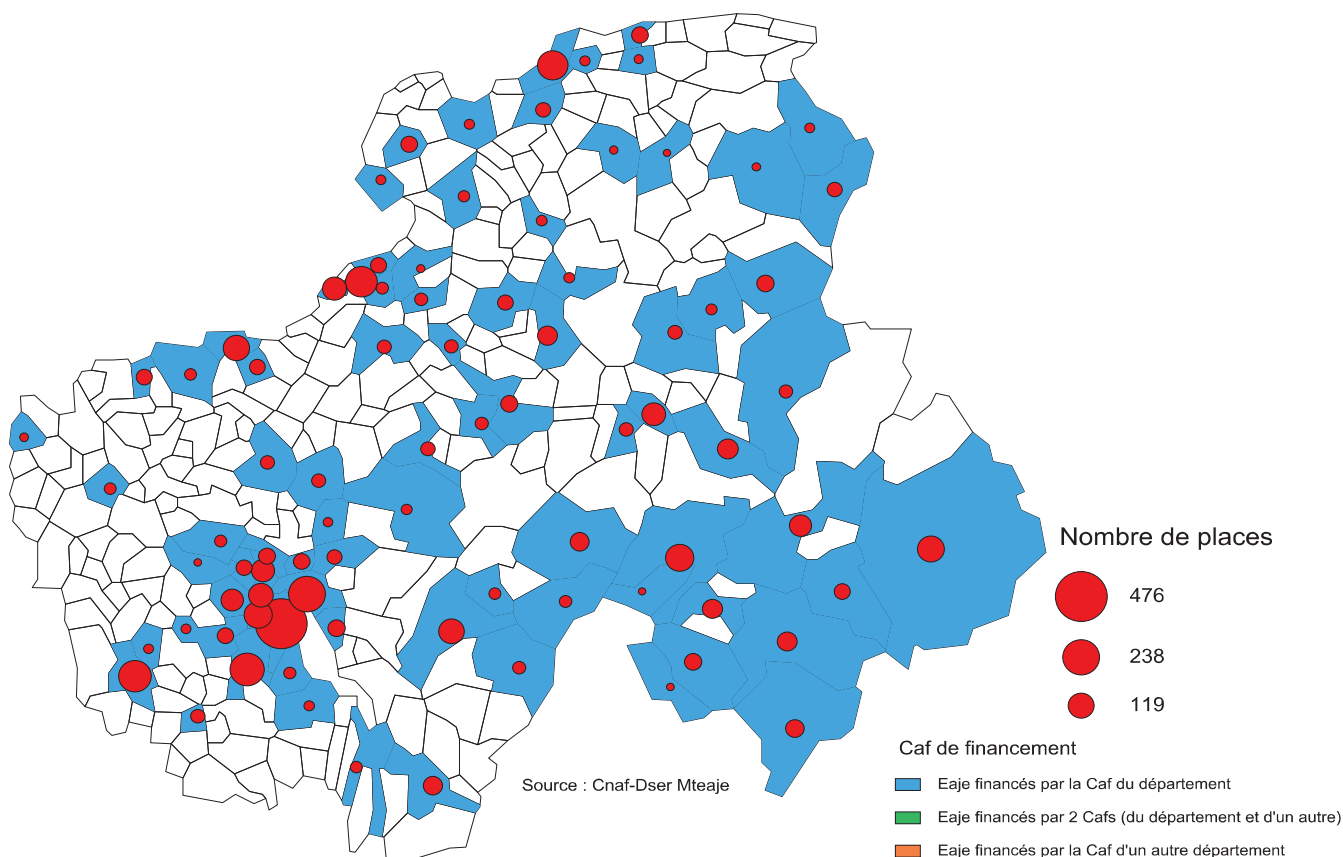 Nombre de places
476
238
119
Caf de financement
Source : Cnaf-Dser Mteaje
Eaje financés par la Caf du département
Eaje financés par 2 Cafs (du département et d'un autre)
Eaje financés par la Caf d'un autre département